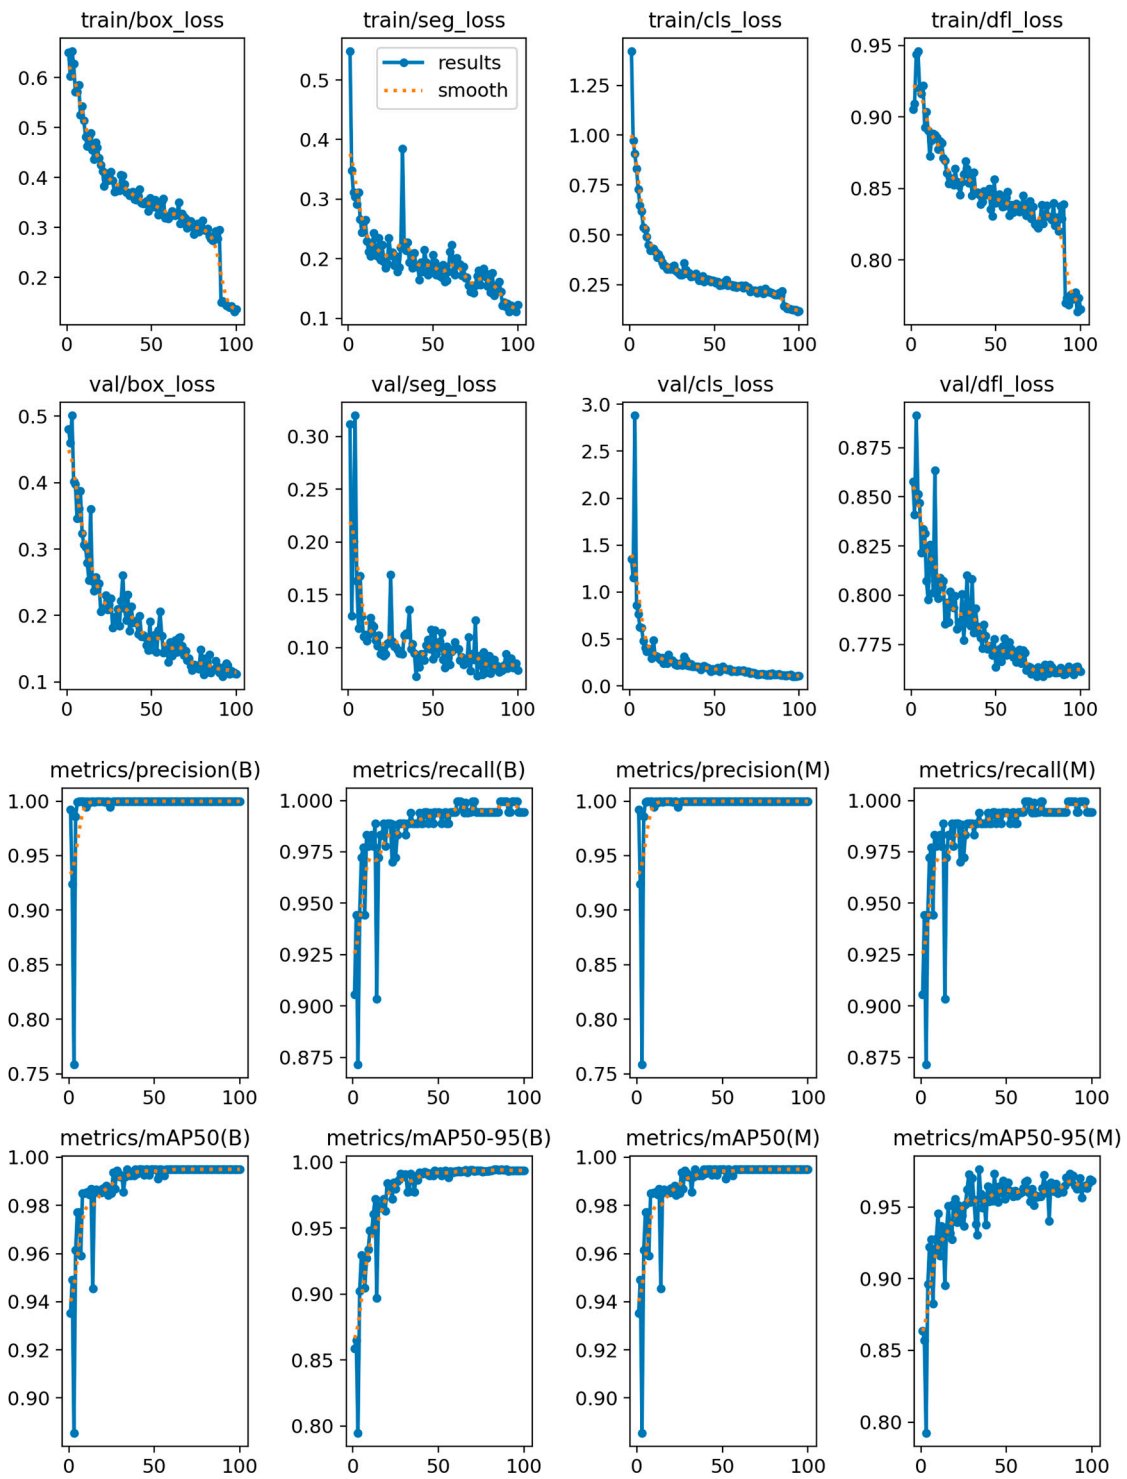 train/box_loss
train/seg_loss
train/cls_loss
train/dfl_loss
results
smooth
0.6
0.5
0.4
0.3
0.2
0 50 100
0.5
0.4
0.3
0.2
0.1
0 50 100
1.25
1.00
0.75
0.50
0.25
0 50 100
0.95
0.90
0.85
0.80
0 50 100
val/box_loss
val/seg_loss
val/cls_loss
val/dfl_loss
0.5
0.4
0.3
0.2
0.1
0 50 100
0.30
0.25
0.20
0.15
0.10
0 50 100
3.0
2.5
2.0
1.5
1.0
0.5
0.0
0 50 100
0.875
0.850
0.825
0.800
0.775
0 50 100
metrics/precision(B)
metrics/recall(B)
metrics/precision(M)
metrics/recall(M)
1.00
0.95
0.90
0.85
0.80
0.75
0 50 100
1.000
0.975
0.950
0.925
0.900
0.875
0 50 100
1.00
0.95
0.90
0.85
0.80
0.75
0 50 100
1.000
0.975
0.950
0.925
0.900
0.875
0 50 100
metrics/mAP50(B)
metrics/mAP50-95(B)
metrics/mAP50(M)
metrics/mAP50-95(M)
1.00
0.98
0.96
0.94
0.92
0.90
0 50 100
1.00
0.95
0.90
0.85
0.80
0 50 100
1.00
0.98
0.96
0.94
0.92
0.90
0 50 100
0.95
0.90
0.85
0.80
0 50 100